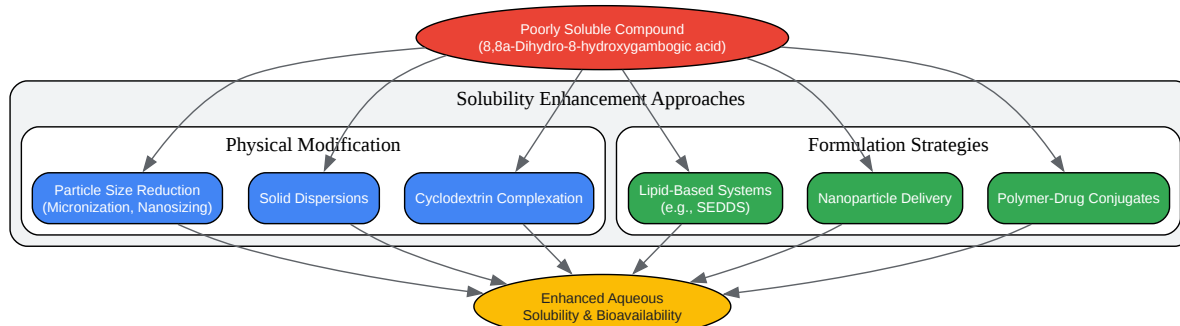 Poorly Soluble Compound
(8,8a-Dihydro-8-hydroxygambogic acid)
Solubility Enhancement Approaches
Physical Modification
Formulation Strategies
Particle Size Reduction
(Micronization, Nanosizing)
Solid Dispersions
Cyclodextrin Complexation
Lipid-Based Systems
(e.g., SEDDS)
Nanoparticle Delivery
Polymer-Drug Conjugates
Enhanced Aqueous
Solubility & Bioavailability